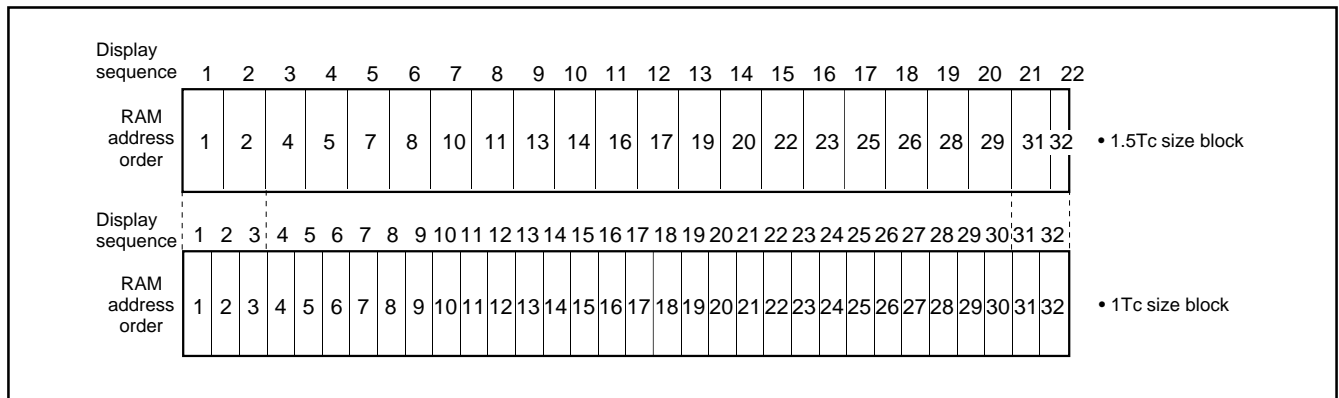 Display
sequence 1 2 3 4 5 6 7 8 9 10 11 12 13 14 15 16 17 18 19 20 21 22
RAM
address
order
1 2 4 5 7 8 10 11 13 14 16 17 19 20 22 23 25 26 28 29 31 32
• 1.5Tc size block
Display
sequence 1 2 3 4 5 6 7 8 9 10 11 12 13 14 15 16 17 18 19 20 21 22 23 24 25 26 27 28 29 30 31 32
RAM
address
order
1 2 3 4 5 6 7 8 9 10 11 12 13 14 15 16 17 18 19 20 21 22 23 24 25 26 27 28 29 30 31 32
• 1Tc size block